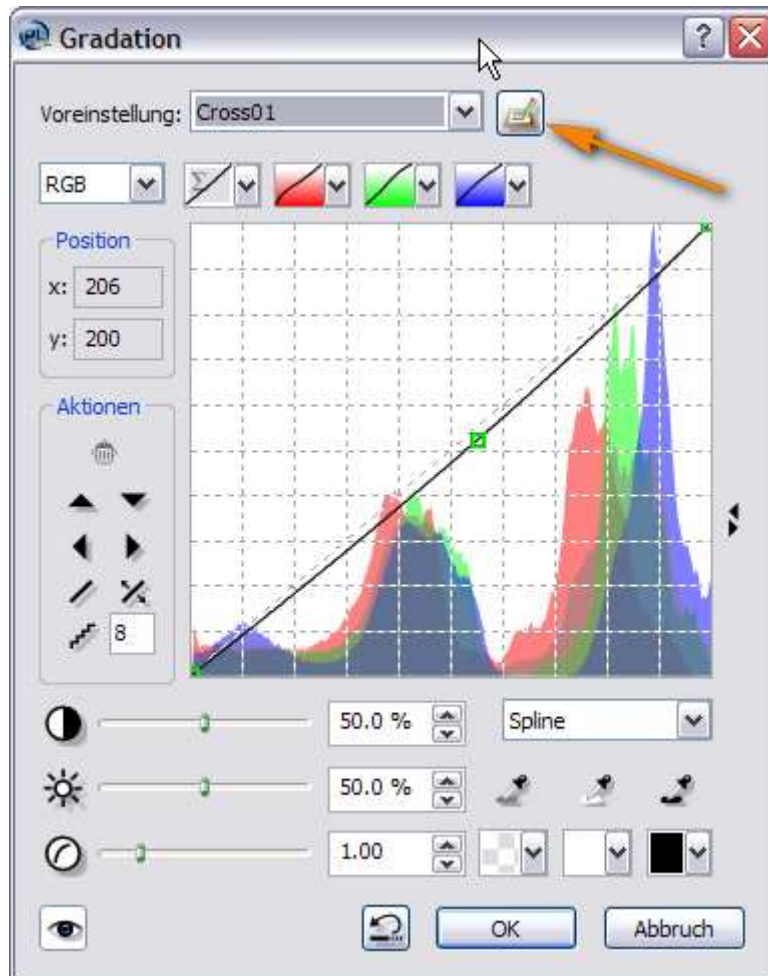 Gradation
Voreinstellung: Cross01
RGB
Σ
Position
x: 206
y: 200
Aktionen
8
50.0 %
Spline
50.0 %
1.00
OK
Abbruch